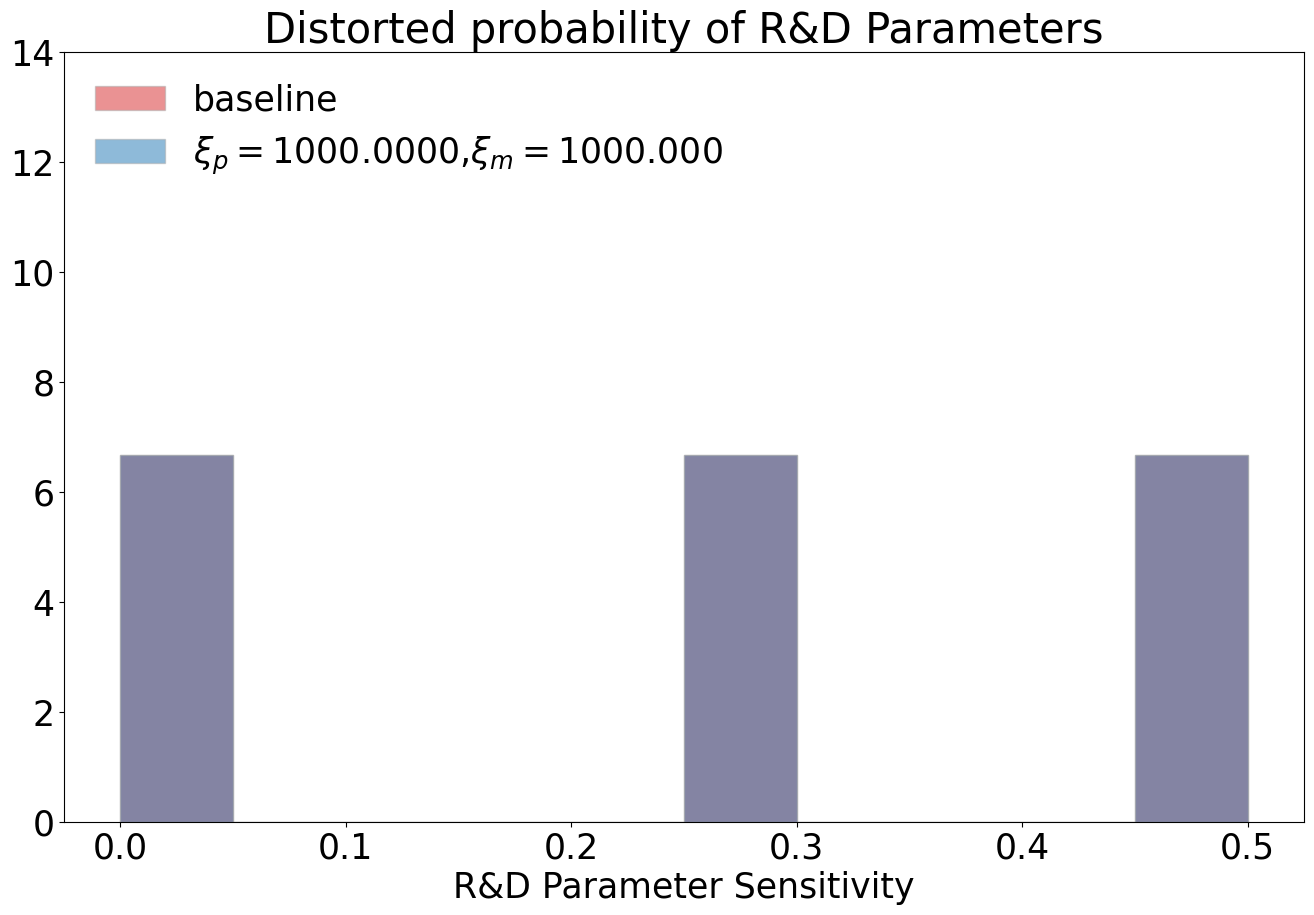 Distorted probability of R&D Parameters
14
12
10
8
6
4
2
0
baseline
ξₚ = 1000.0000,ξₘ = 1000.000
0.0 0.1 0.2 0.3 0.4 0.5
R&D Parameter Sensitivity